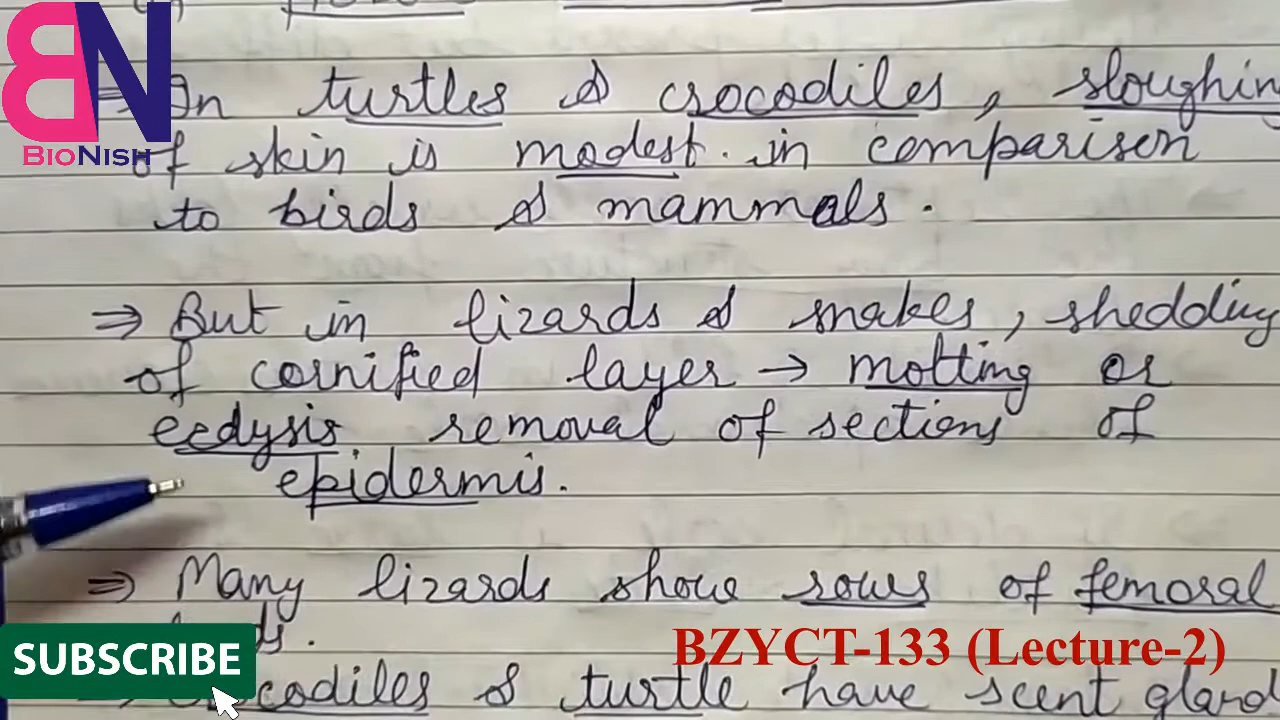 BN
BIONISH
⇒ In turtles & crocodiles, sloughing
of skin is modest in comparison
to birds & mammals.
⇒ But in lizards & snakes, shedding
of cornified layer → molting or
ecdysis removal of sections of
epidermis.
⇒ Many lizards show rows of femoral
SUBSCRIBE
BZYCT-133 (Lecture-2)
crocodiles & turtle have scent gland